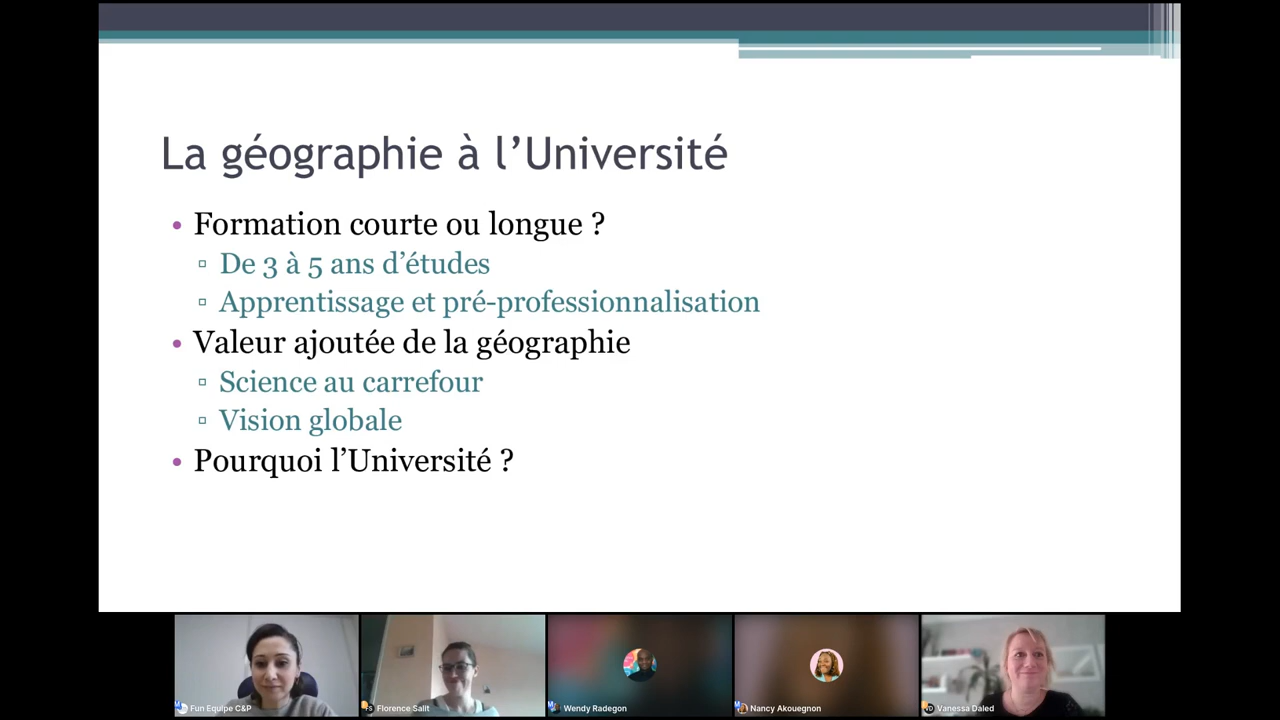 La géographie à l’Université
• Formation courte ou longue ?
▫ De 3 à 5 ans d’études
▫ Apprentissage et pré-professionnalisation
• Valeur ajoutée de la géographie
▫ Science au carrefour
▫ Vision globale
• Pourquoi l’Université ?
Fun Equipe C&P
FS Florence Salit
Wendy Radegon
Nancy Akouegnon
VD Vanessa Daled